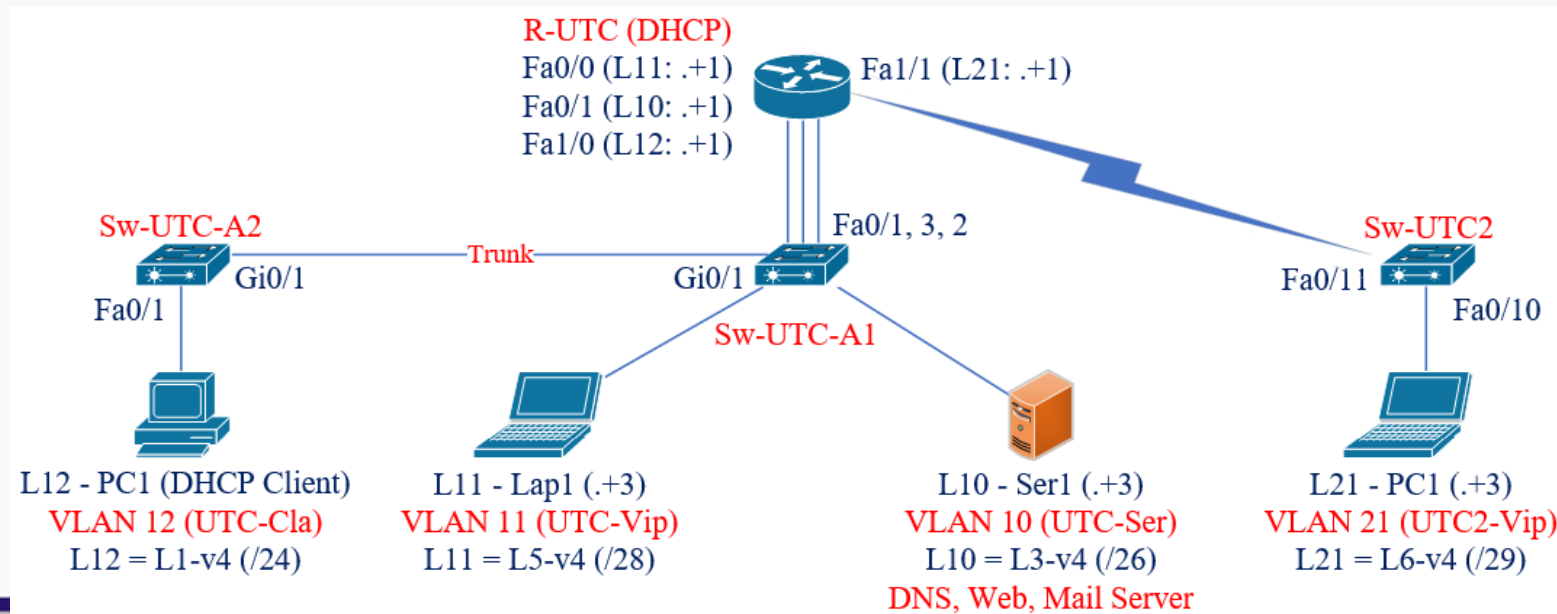 R-UTC (DHCP)
Fa0/0 (L11: .+1)
Fa0/1 (L10: .+1)
Fa1/0 (L12: .+1)
Fa1/1 (L21: .+1)
Sw-UTC-A2
Fa0/1, 3, 2
Sw-UTC2
Trunk
Gi0/1
Gi0/1
Fa0/11
Fa0/1
Fa0/10
Sw-UTC-A1
L12 - PC1 (DHCP Client)
VLAN 12 (UTC-Cla)
L12 = L1-v4 (/24)
L11 - Lap1 (.+3)
VLAN 11 (UTC-Vip)
L11 = L5-v4 (/28)
L10 - Ser1 (.+3)
VLAN 10 (UTC-Ser)
L10 = L3-v4 (/26)
DNS, Web, Mail Server
L21 - PC1 (.+3)
VLAN 21 (UTC2-Vip)
L21 = L6-v4 (/29)